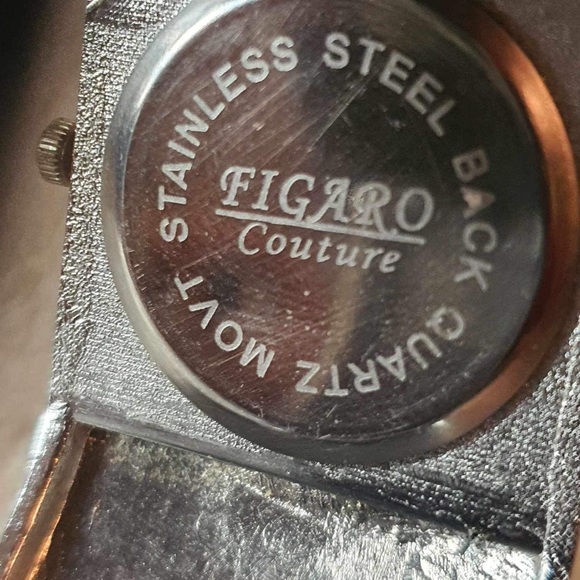 STAINLESS STEEL BACK QUARTZ MOVT
FIGARO
Couture